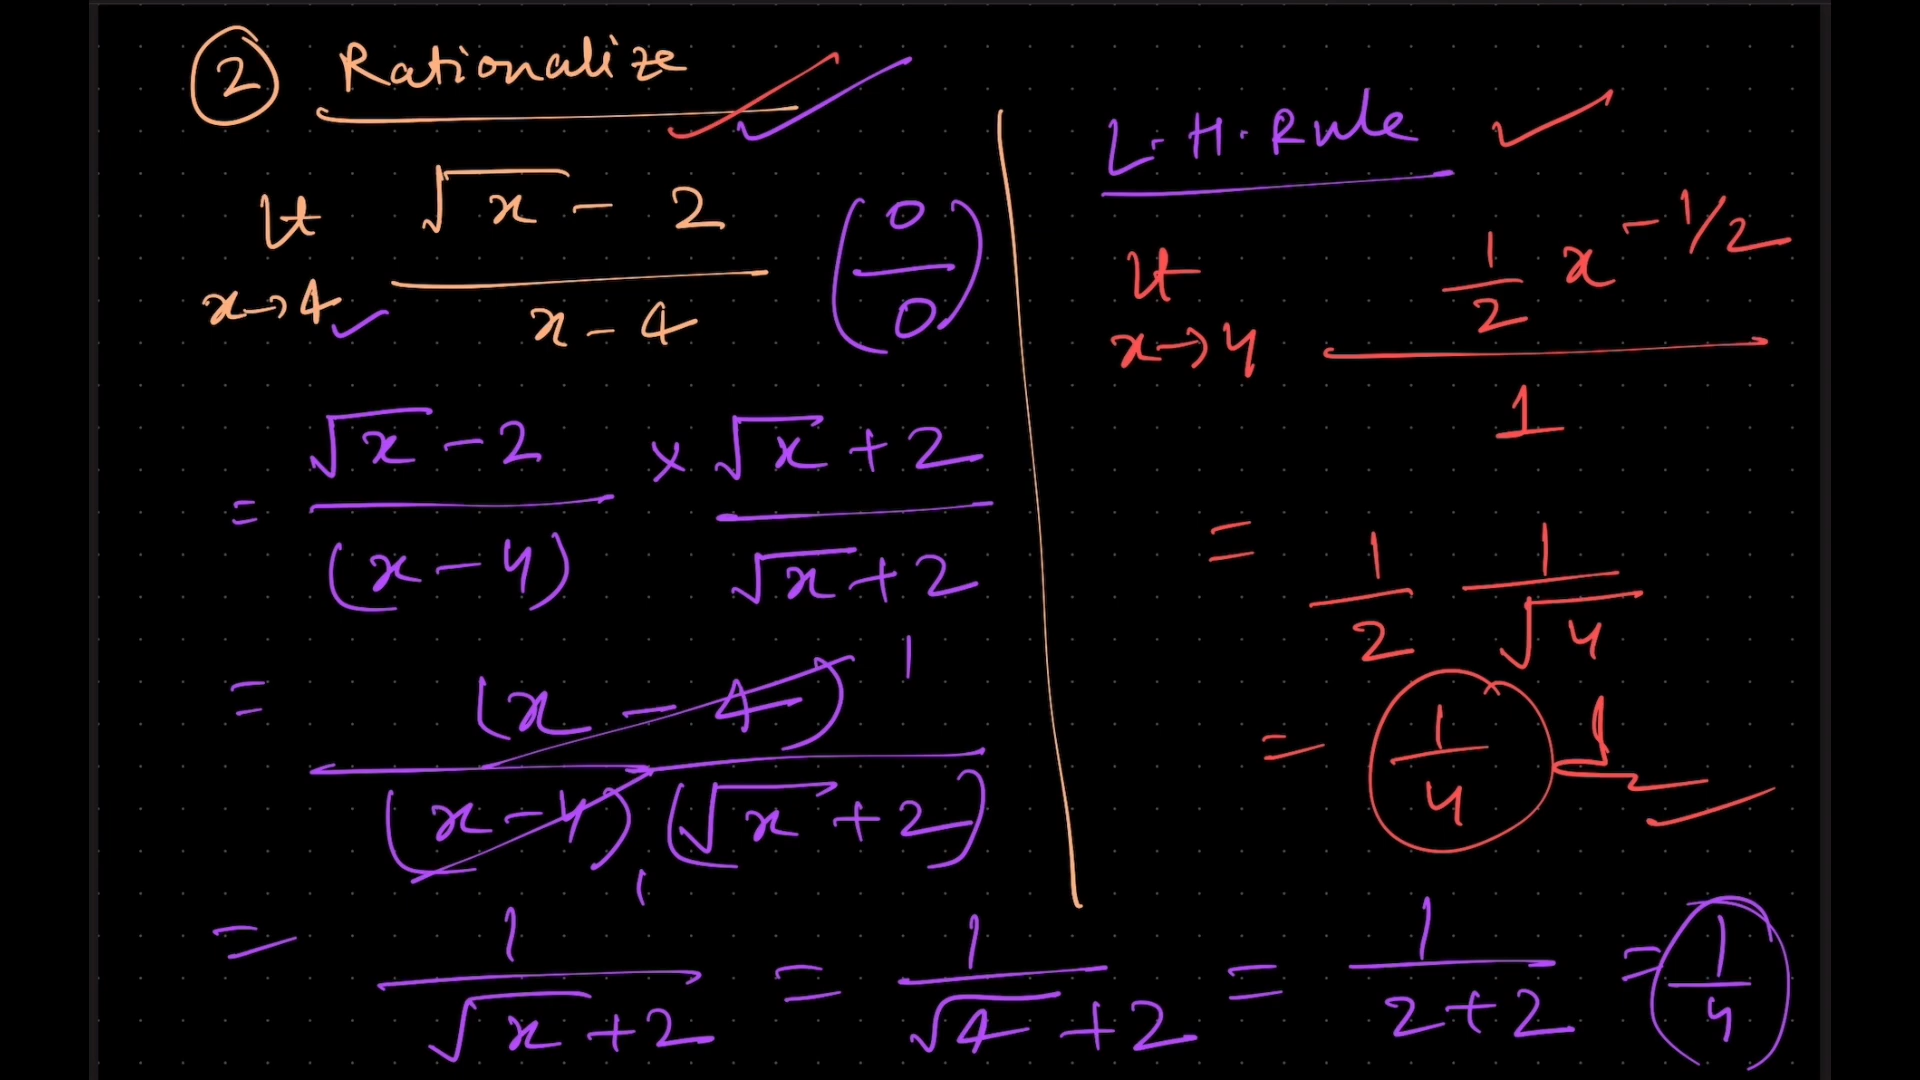 ② Rationalize
lt x→4 (√x - 2)/(x - 4) (0/0)
= (√x - 2)/(x - 4) × (√x + 2)/(√x + 2)
= (x - 4) 1/(x - 4)(√x + 2) 1
= 1/(√x + 2) = 1/(√4 + 2) = 1/(2 + 2) = 1/4
L.H.Rule
lt x→4 (1/2 x^(-1/2))/1
= 1/2 1/√4
= 1/4